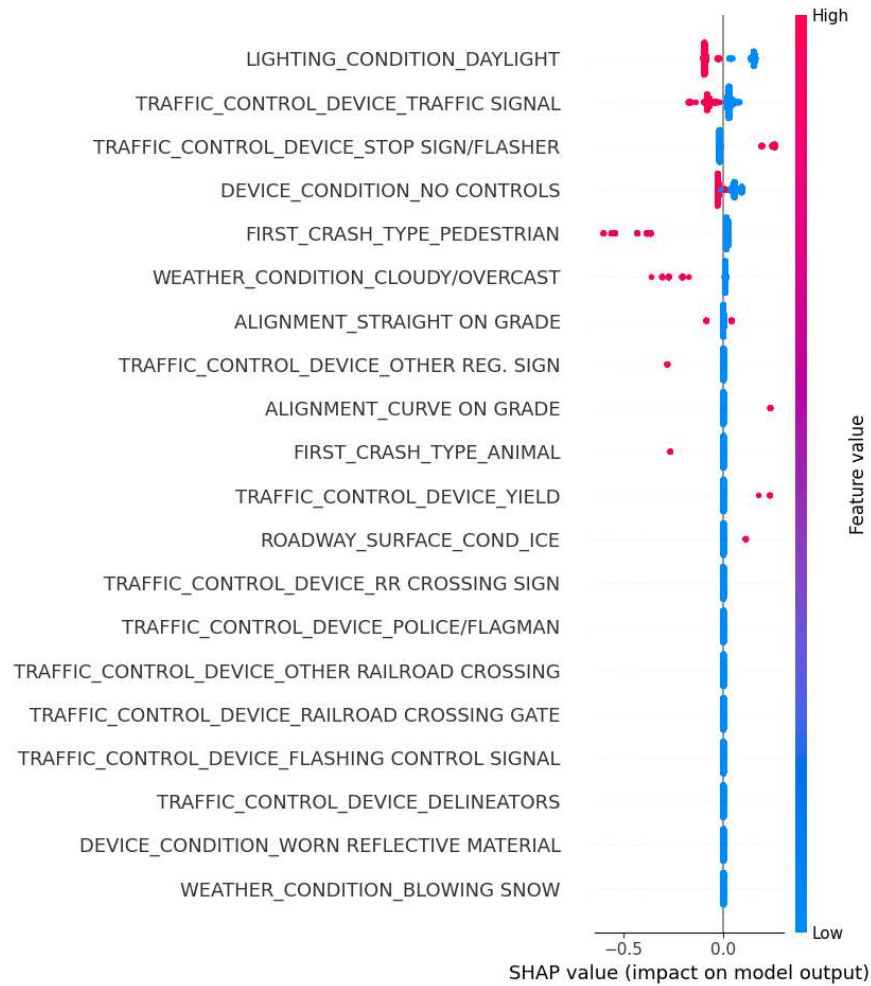 High
LIGHTING_CONDITION_DAYLIGHT
TRAFFIC_CONTROL_DEVICE_TRAFFIC SIGNAL
TRAFFIC_CONTROL_DEVICE_STOP SIGN/FLASHER
DEVICE_CONDITION_NO CONTROLS
FIRST_CRASH_TYPE_PEDESTRIAN
WEATHER_CONDITION_CLOUDY/OVERCAST
ALIGNMENT_STRAIGHT ON GRADE
TRAFFIC_CONTROL_DEVICE_OTHER REG. SIGN
ALIGNMENT_CURVE ON GRADE
FIRST_CRASH_TYPE_ANIMAL
TRAFFIC_CONTROL_DEVICE_YIELD
ROADWAY_SURFACE_COND_ICE
TRAFFIC_CONTROL_DEVICE_RR CROSSING SIGN
TRAFFIC_CONTROL_DEVICE_POLICE/FLAGMAN
TRAFFIC_CONTROL_DEVICE_OTHER RAILROAD CROSSING
TRAFFIC_CONTROL_DEVICE_RAILROAD CROSSING GATE
TRAFFIC_CONTROL_DEVICE_FLASHING CONTROL SIGNAL
TRAFFIC_CONTROL_DEVICE_DELINEATORS
DEVICE_CONDITION_WORN REFLECTIVE MATERIAL
WEATHER_CONDITION_BLOWING SNOW
Feature value
Low
−0.5 0.0
SHAP value (impact on model output)